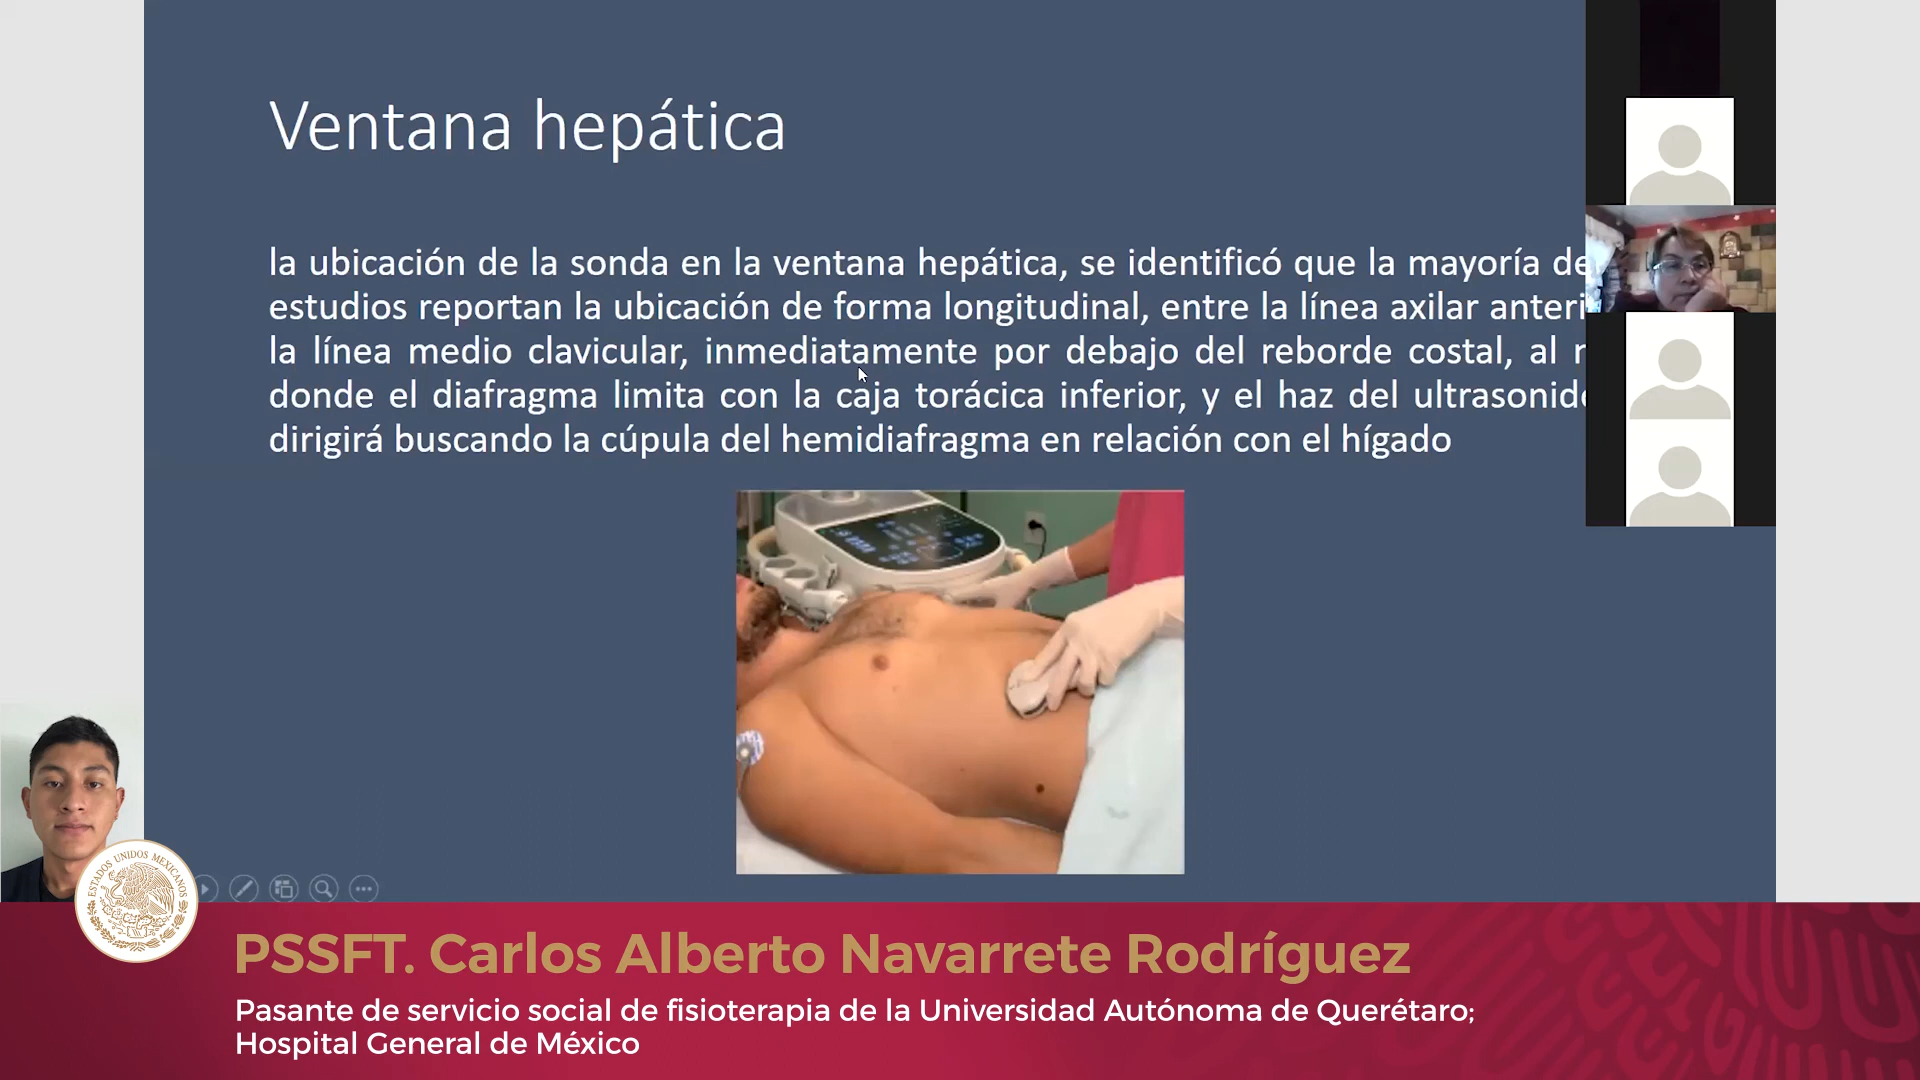 Ventana hepática
la ubicación de la sonda en la ventana hepática, se identificó que la mayoría de
estudios reportan la ubicación de forma longitudinal, entre la línea axilar
la línea medio clavicular, inmediatamente por debajo del reborde costal, al
donde el diafragma limita con la caja torácica inferior, y el haz del
dirigirá buscando la cúpula del hemidiafragma en relación con el hígado
ESTADOS UNIDOS MEXICANOS
PSSFT. Carlos Alberto Navarrete Rodríguez
Pasante de servicio social de fisioterapia de la Universidad Autónoma de Querétaro;
Hospital General de México